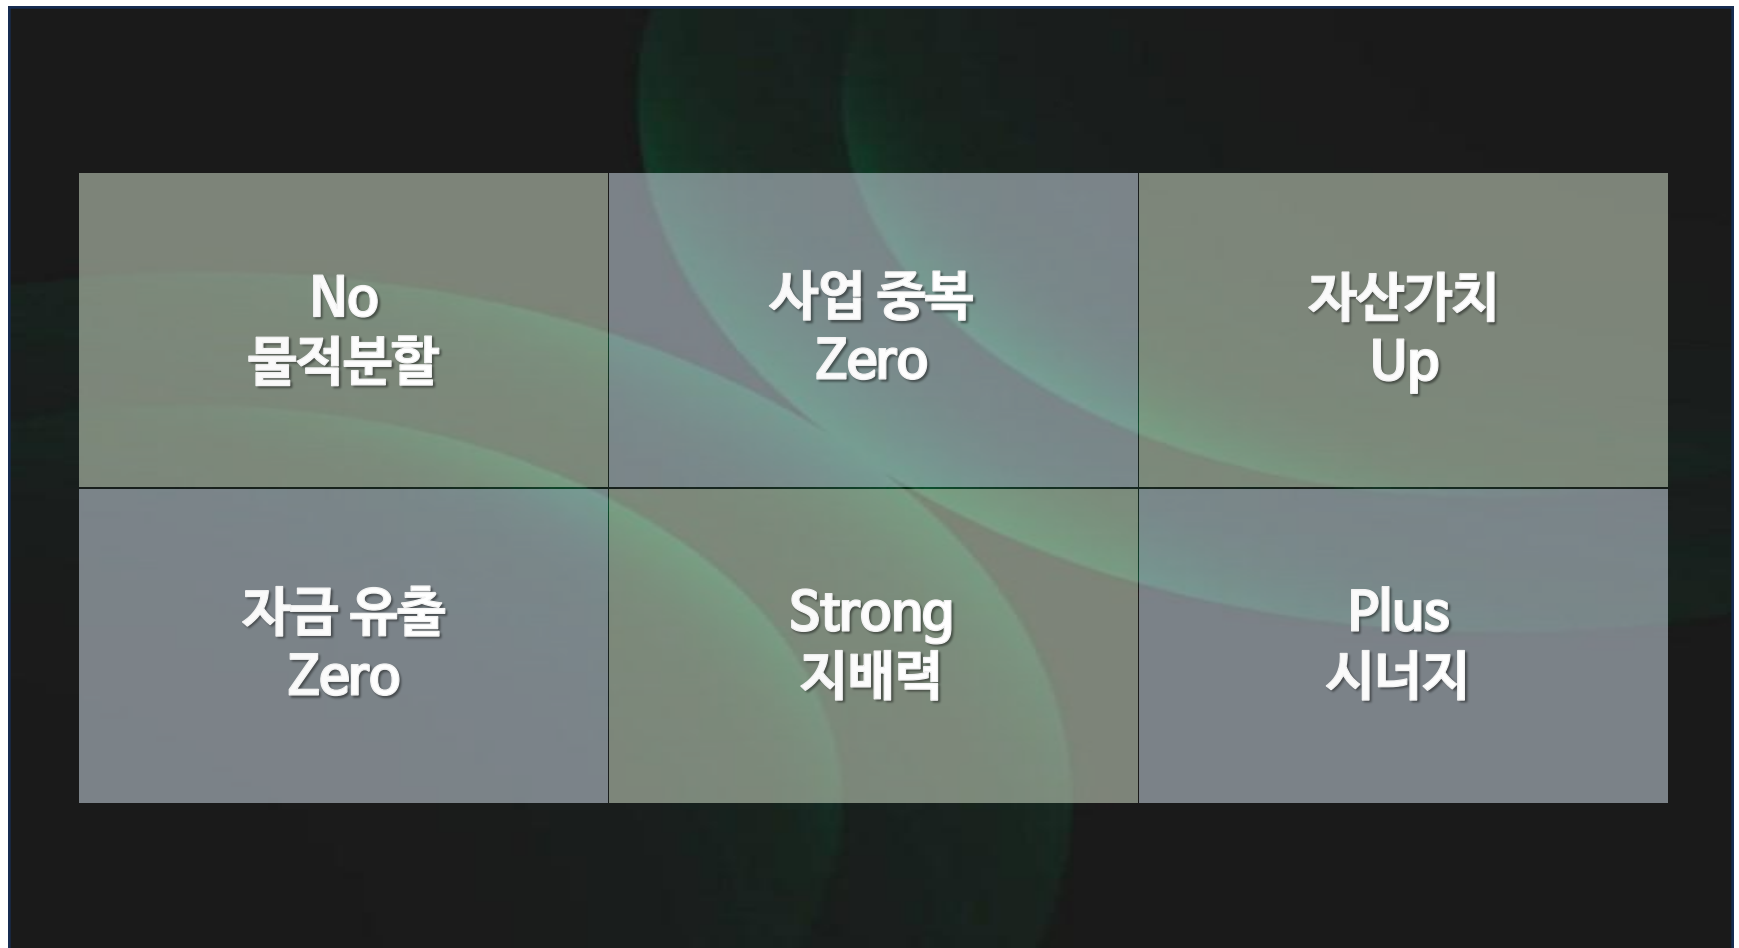 No
물적분할
사업 중복
Zero
자산가치
Up
자금 유출
Zero
Strong
지배력
Plus
시너지